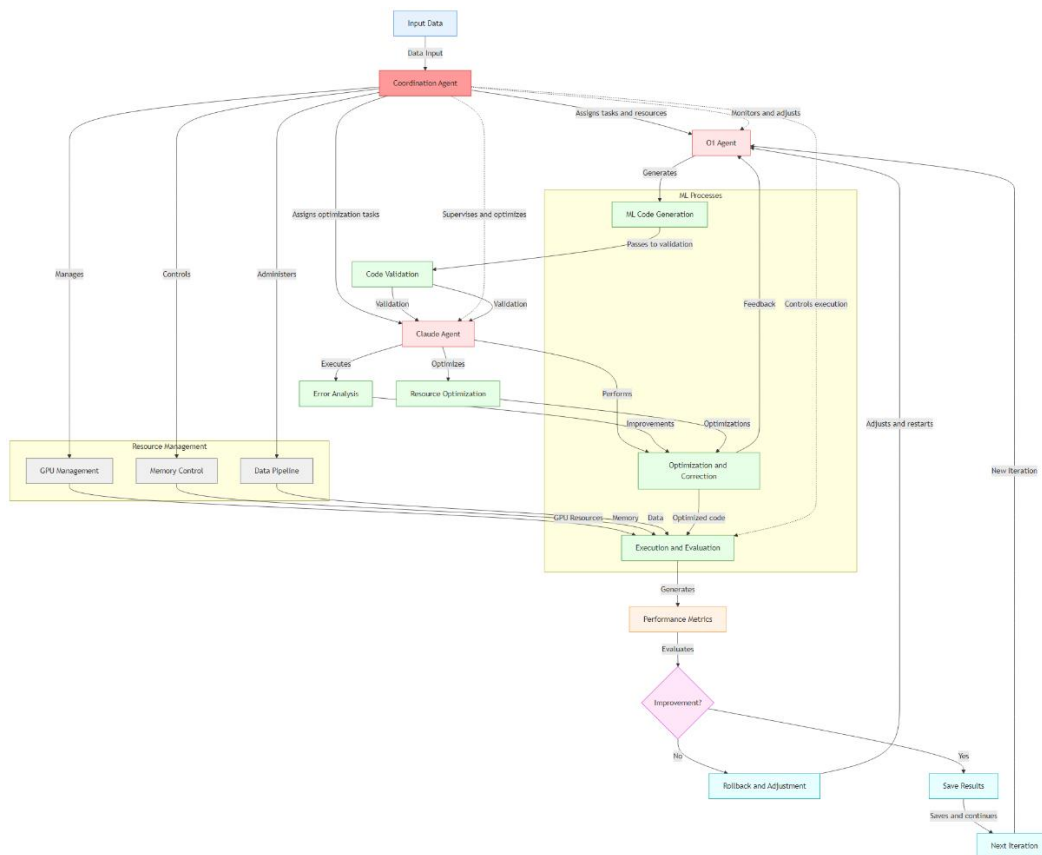 Input Data
Data Input
Coordination Agent
Assigns tasks and resources
Monitors and adjusts
O1 Agent
Generates
ML Processes
ML Code Generation
Assigns optimization tasks
Supervises and optimizes
Passes to validation
Manages
Controls
Administers
Code Validation
Feedback
Controls execution
Validation
Validation
Claude Agent
Executes
Optimizes
Error Analysis
Resource Optimization
Performs
Improvements
Optimizations
Adjusts and restarts
Resource Management
GPU Management
Memory Control
Data Pipeline
Optimization and
Correction
New Iteration
GPU Resources
Memory
Data
Optimized code
Execution and Evaluation
Generates
Performance Metrics
Evaluates
Improvement?
No
Yes
Rollback and Adjustment
Save Results
Saves and continues
Next Iteration